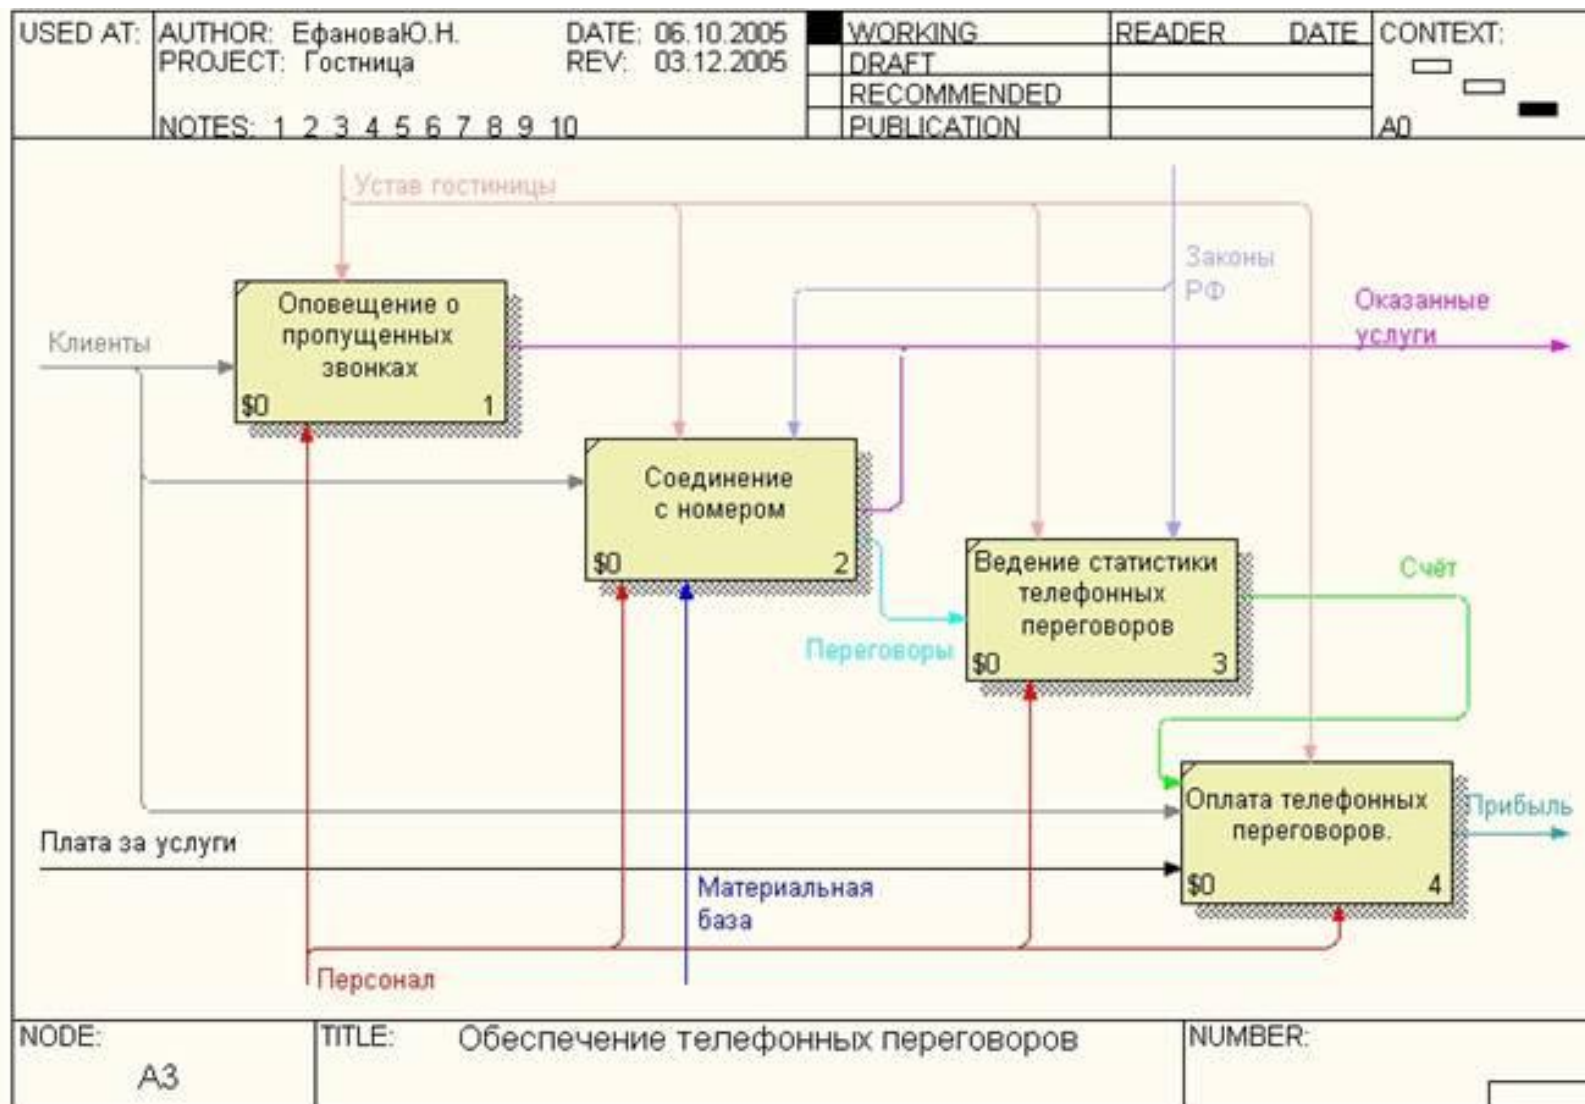 USED AT:
AUTHOR: ЕфановаЮ.Н.
DATE: 06.10.2005
PROJECT: Гостница
REV: 03.12.2005
NOTES: 1 2 3 4 5 6 7 8 9 10
WORKING
DRAFT
RECOMMENDED
PUBLICATION
READER DATE
CONTEXT:
A0
Устав гостиницы
Законы
РФ
Оказанные
услуги
Клиенты
Оповещение о
пропущенных
звонках
$0 1
Соединение
с номером
$0 2
Ведение статистики
телефонных
переговоров
$0 3
Счёт
Переговоры
Оплата телефонных
переговоров.
$0 4
Прибыль
Плата за услуги
Материальная
база
Персонал
NODE:
A3
TITLE: Обеспечение телефонных переговоров
NUMBER: